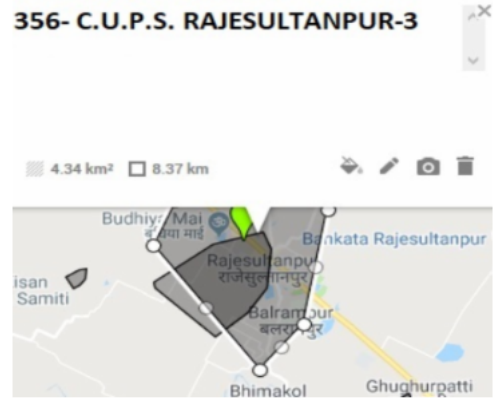 356- C.U.P.S. RAJESULTANPUR-3
4.34 km² 8.37 km
Budhiya Mai
Bankata Rajesultanpur
Rajesultanpur
राजेसुल्तानपुर
isan
Samiti
Balrampur
बलरामपुर
Bhimakol
Ghughurpatti